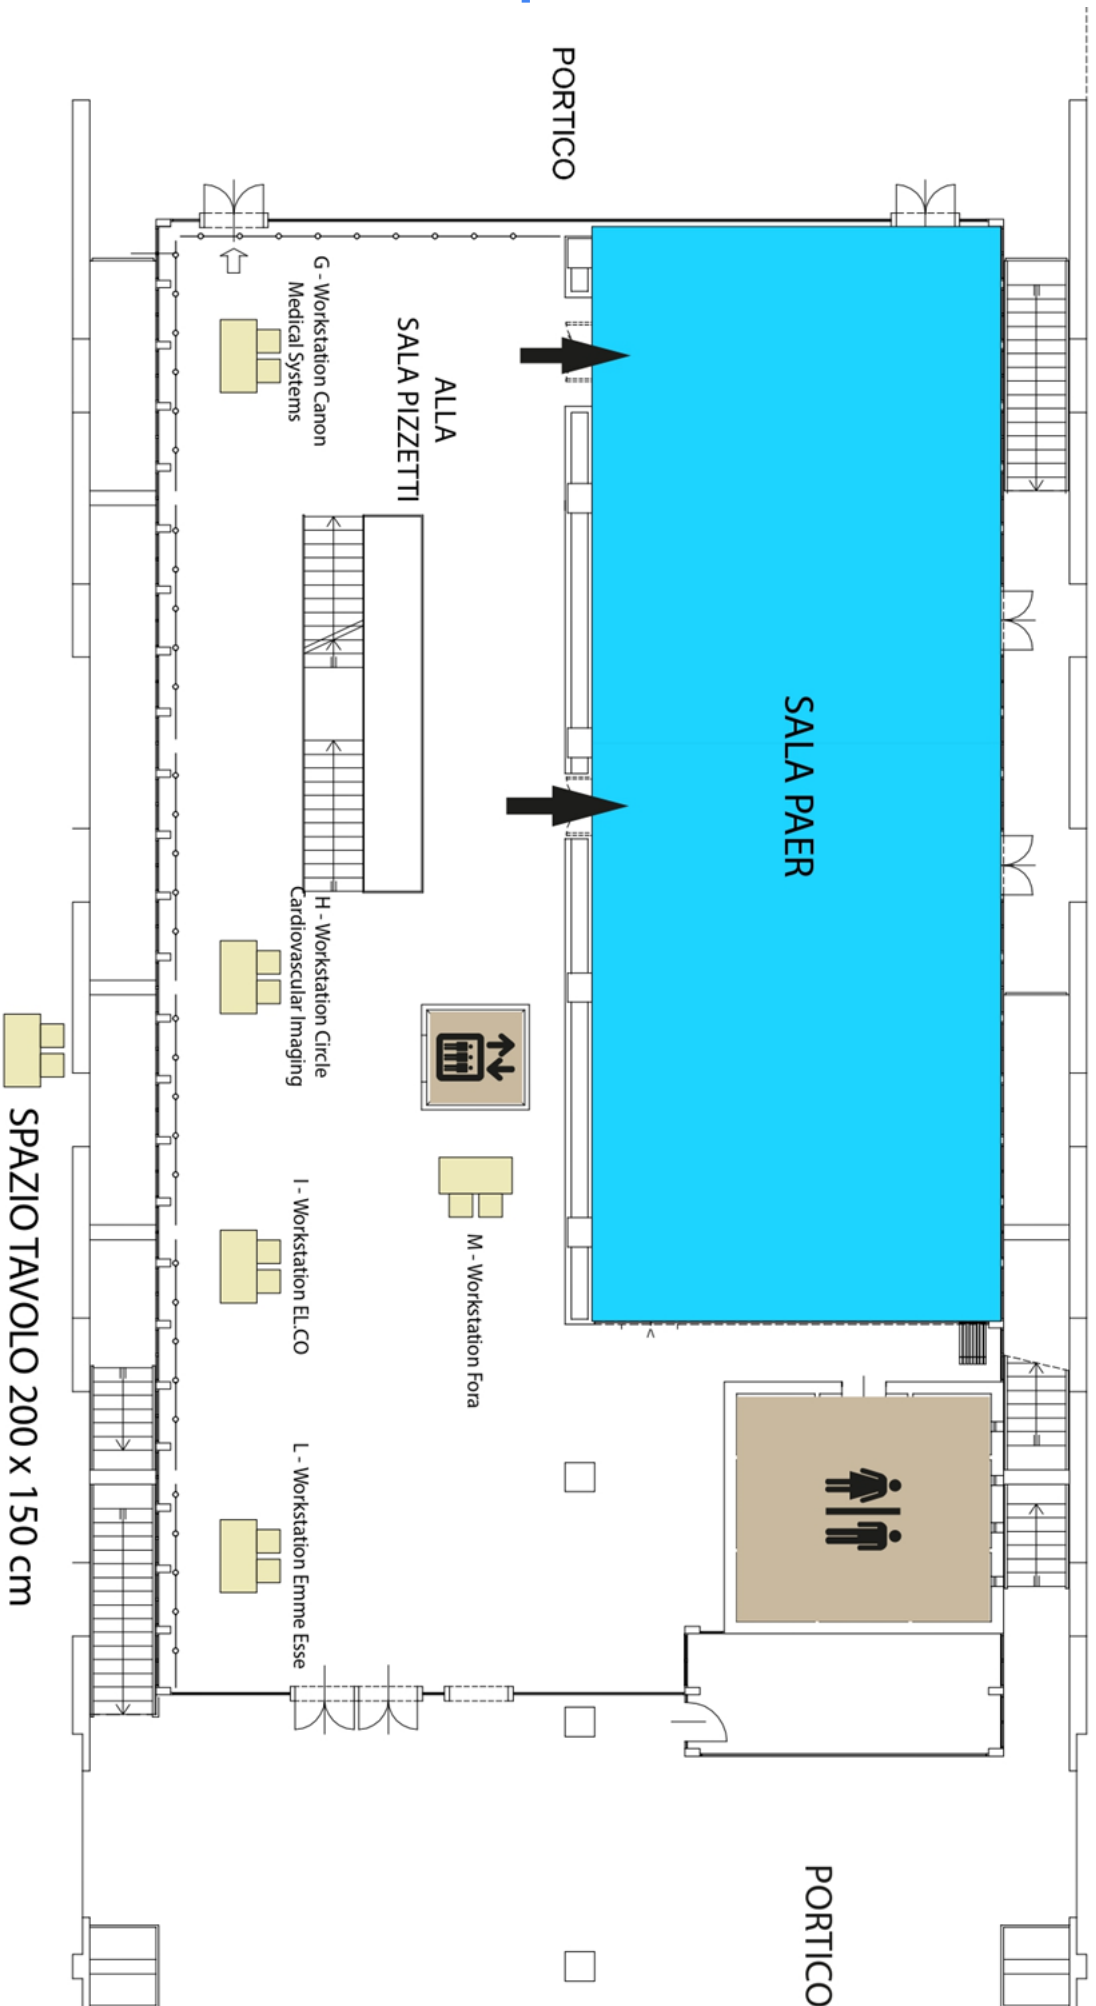 PORTICO
SALA PAER
ALLA
SALA PIZZETTI
G - Workstation Canon
Medical Systems
H - Workstation Circle
Cardiovascular Imaging
M - Workstation Fora
I - Workstation EL.CO
L - Workstation Emme Esse
PORTICO
SPAZIO TAVOLO 200 x 150 cm